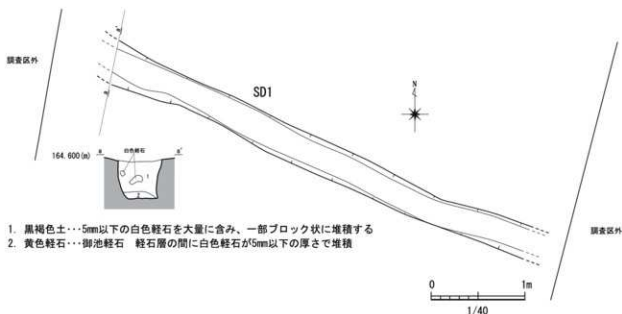 調査区外
SD1
N
白色軽石
164.600(m)
1
2
1. 黒褐色土･･･5mm以下の白色軽石を大量に含み、一部ブロック状に堆積する
2. 黄色軽石･･･御池軽石 軽石層の間に白色軽石が5mm以下の厚さで堆積
調査区外
0 1m
1/40